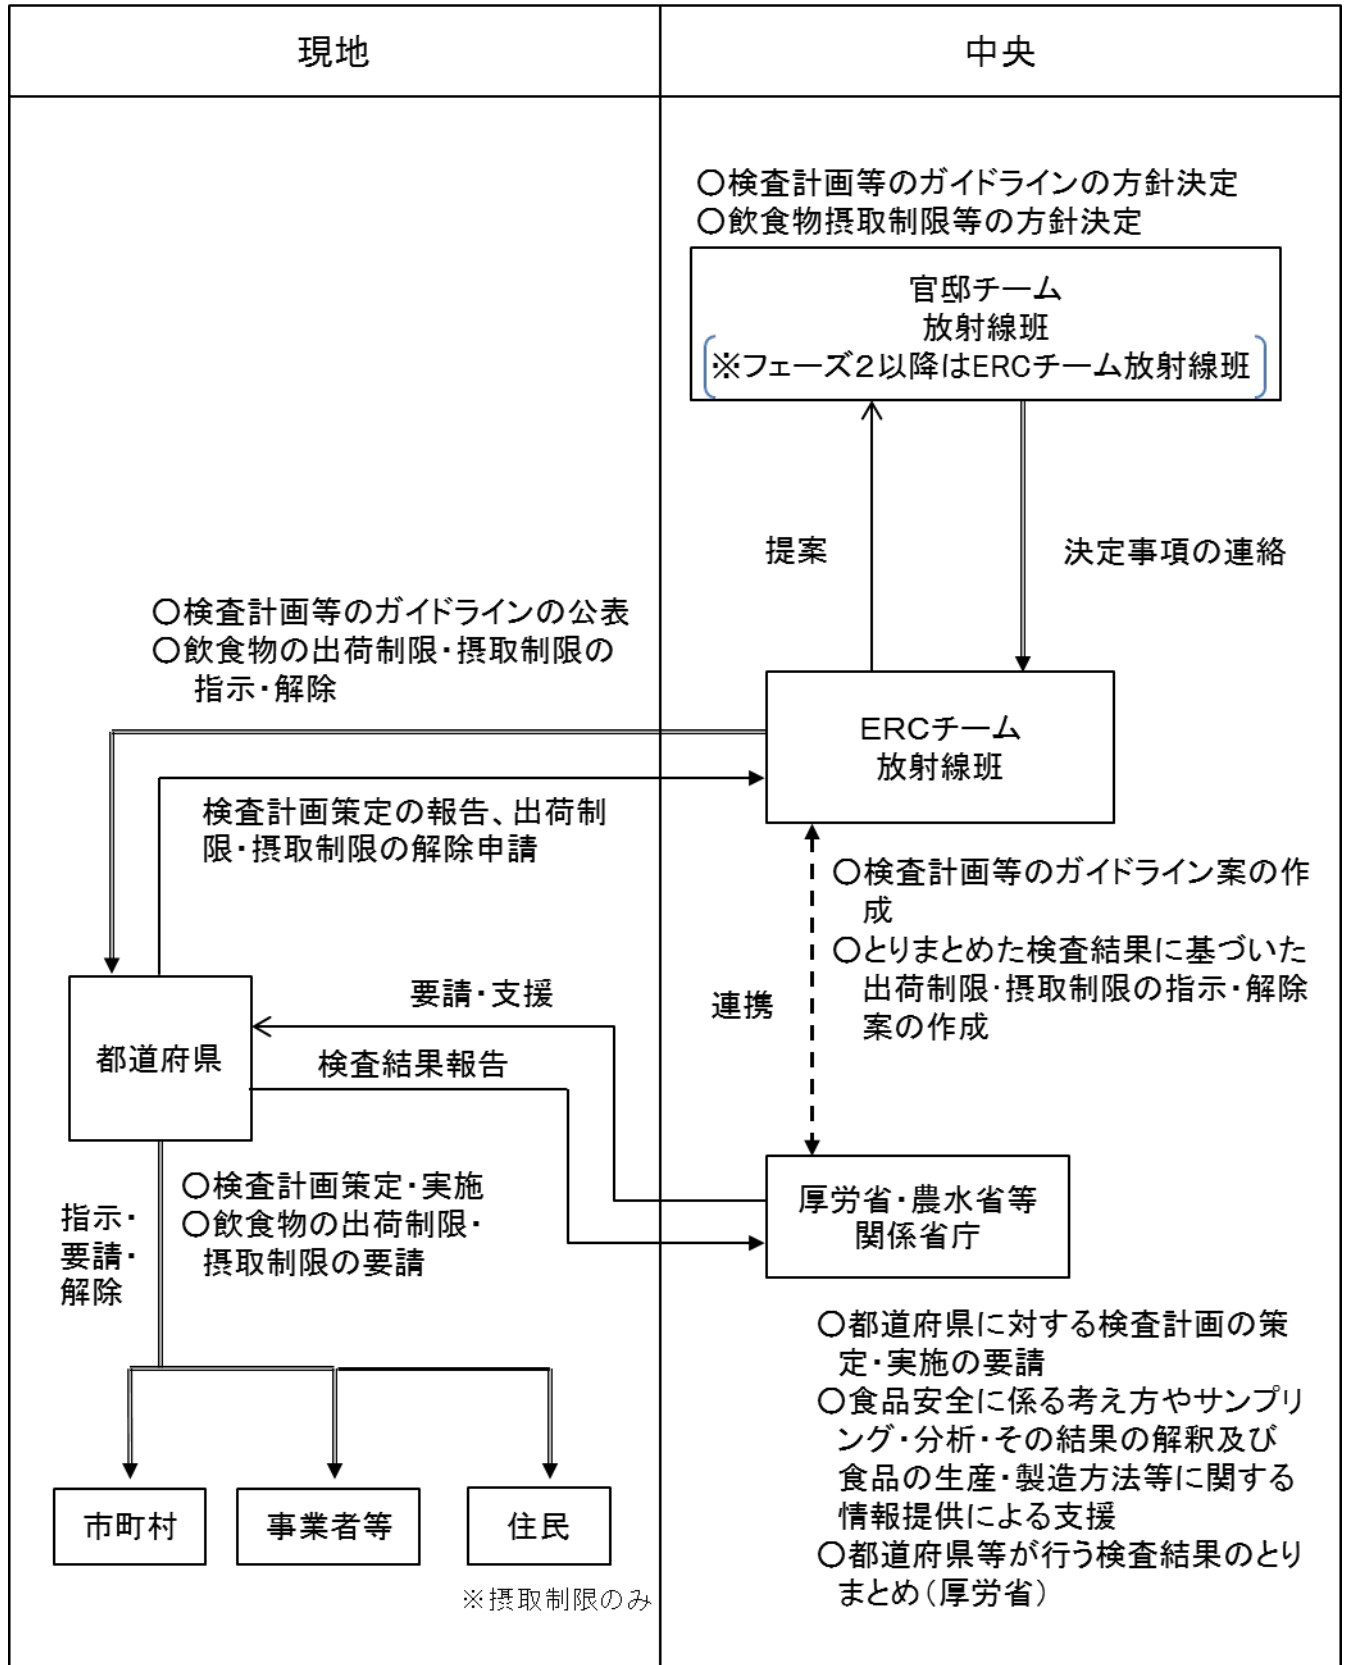 現地
中央
○検査計画等のガイドラインの方針決定
○飲食物摂取制限等の方針決定
官邸チーム
放射線班
※フェーズ2以降はERCチーム放射線班
提案
決定事項の連絡
○検査計画等のガイドラインの公表
○飲食物の出荷制限・摂取制限の
指示・解除
ERCチーム
放射線班
検査計画策定の報告、出荷制
限・摂取制限の解除申請
○検査計画等のガイドライン案の作
成
○とりまとめた検査結果に基づいた
出荷制限・摂取制限の指示・解除
案の作成
連携
要請・支援
都道府県
検査結果報告
○検査計画策定・実施
○飲食物の出荷制限・
摂取制限の要請
指示・
要請・
解除
厚労省・農水省等
関係省庁
○都道府県に対する検査計画の策
定・実施の要請
○食品安全に係る考え方やサンプリ
ング・分析・その結果の解釈及び
食品の生産・製造方法等に関する
情報提供による支援
○都道府県等が行う検査結果のとり
まとめ(厚労省)
市町村
事業者等
住民
※摂取制限のみ